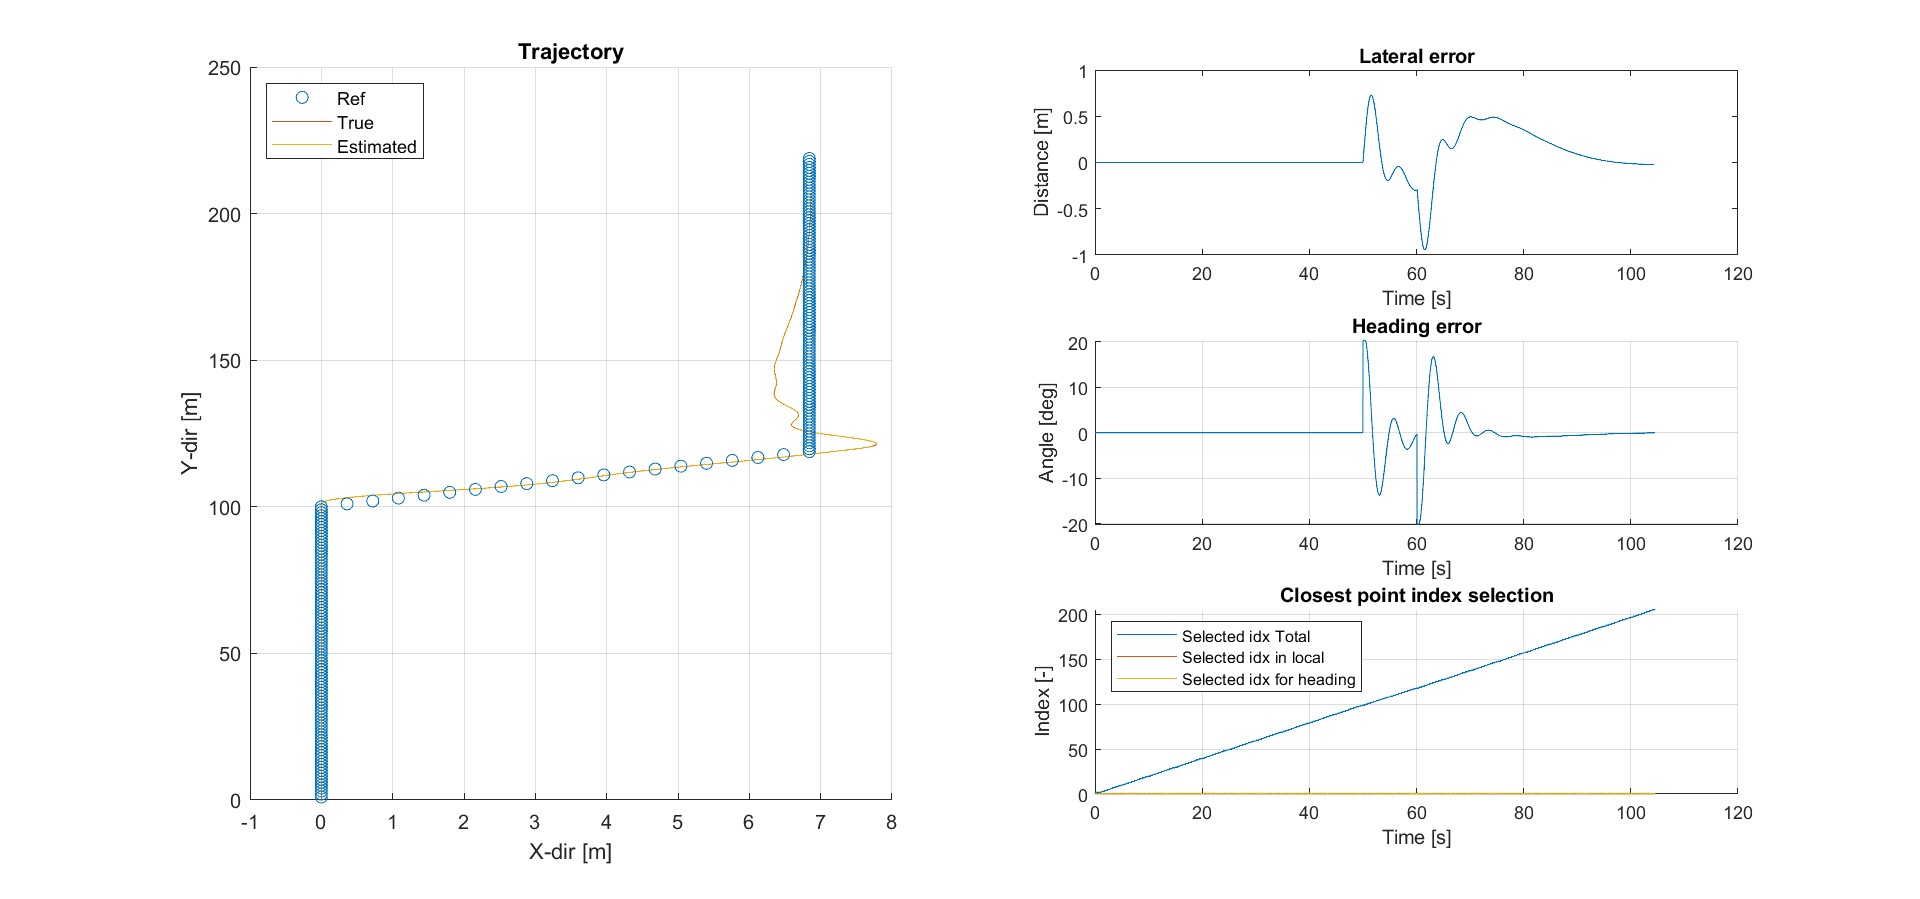 Trajectory
250
200
150
100
50
0
Y-dir [m]
Ref
True
Estimated
-1 0 1 2 3 4 5 6 7 8
X-dir [m]
Lateral error
1
0.5
0
-0.5
-1
Distance [m]
0 20 40 60 80 100 120
Time [s]
Heading error
20
10
0
-10
-20
Angle [deg]
0 20 40 60 80 100 120
Time [s]
Closest point index selection
200
150
100
50
0
Index [-]
Selected idx Total
Selected idx in local
Selected idx for heading
0 20 40 60 80 100 120
Time [s]